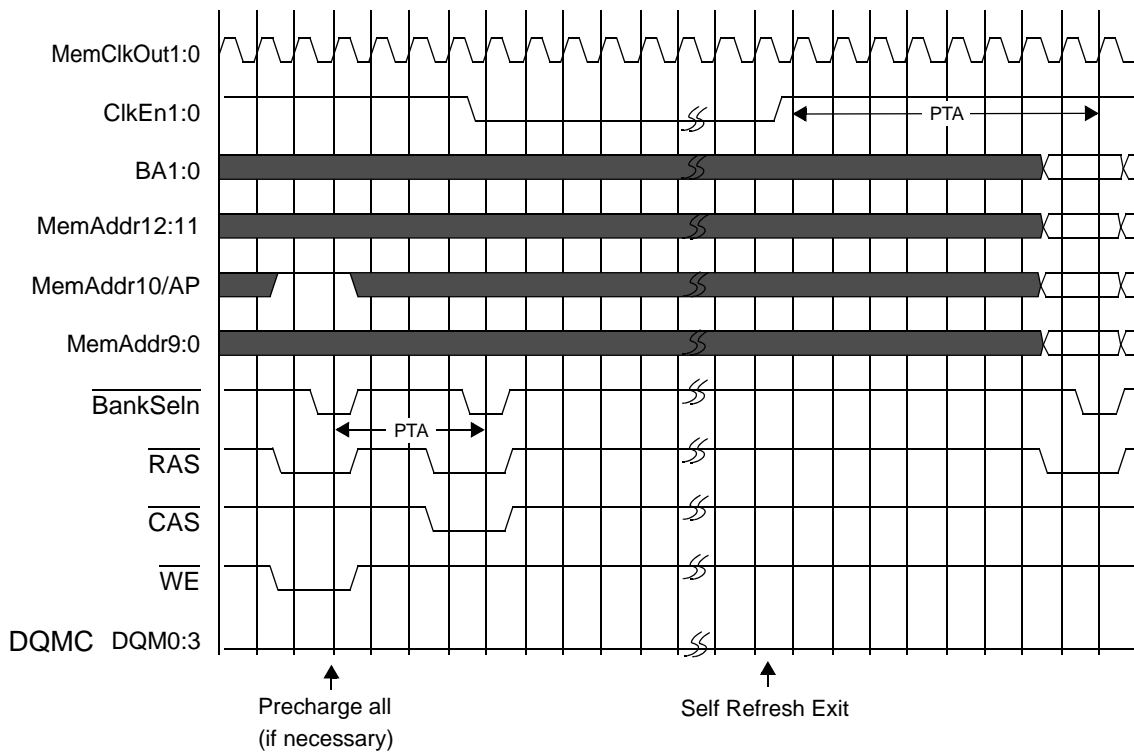 MemClkOut1:0
ClkEn1:0
PTA
BA1:0
MemAddr12:11
MemAddr10/AP
MemAddr9:0
BankSeln
PTA
RAS
CAS
WE
DQMC DQM0:3
Precharge all
(if necessary)
Self Refresh Exit